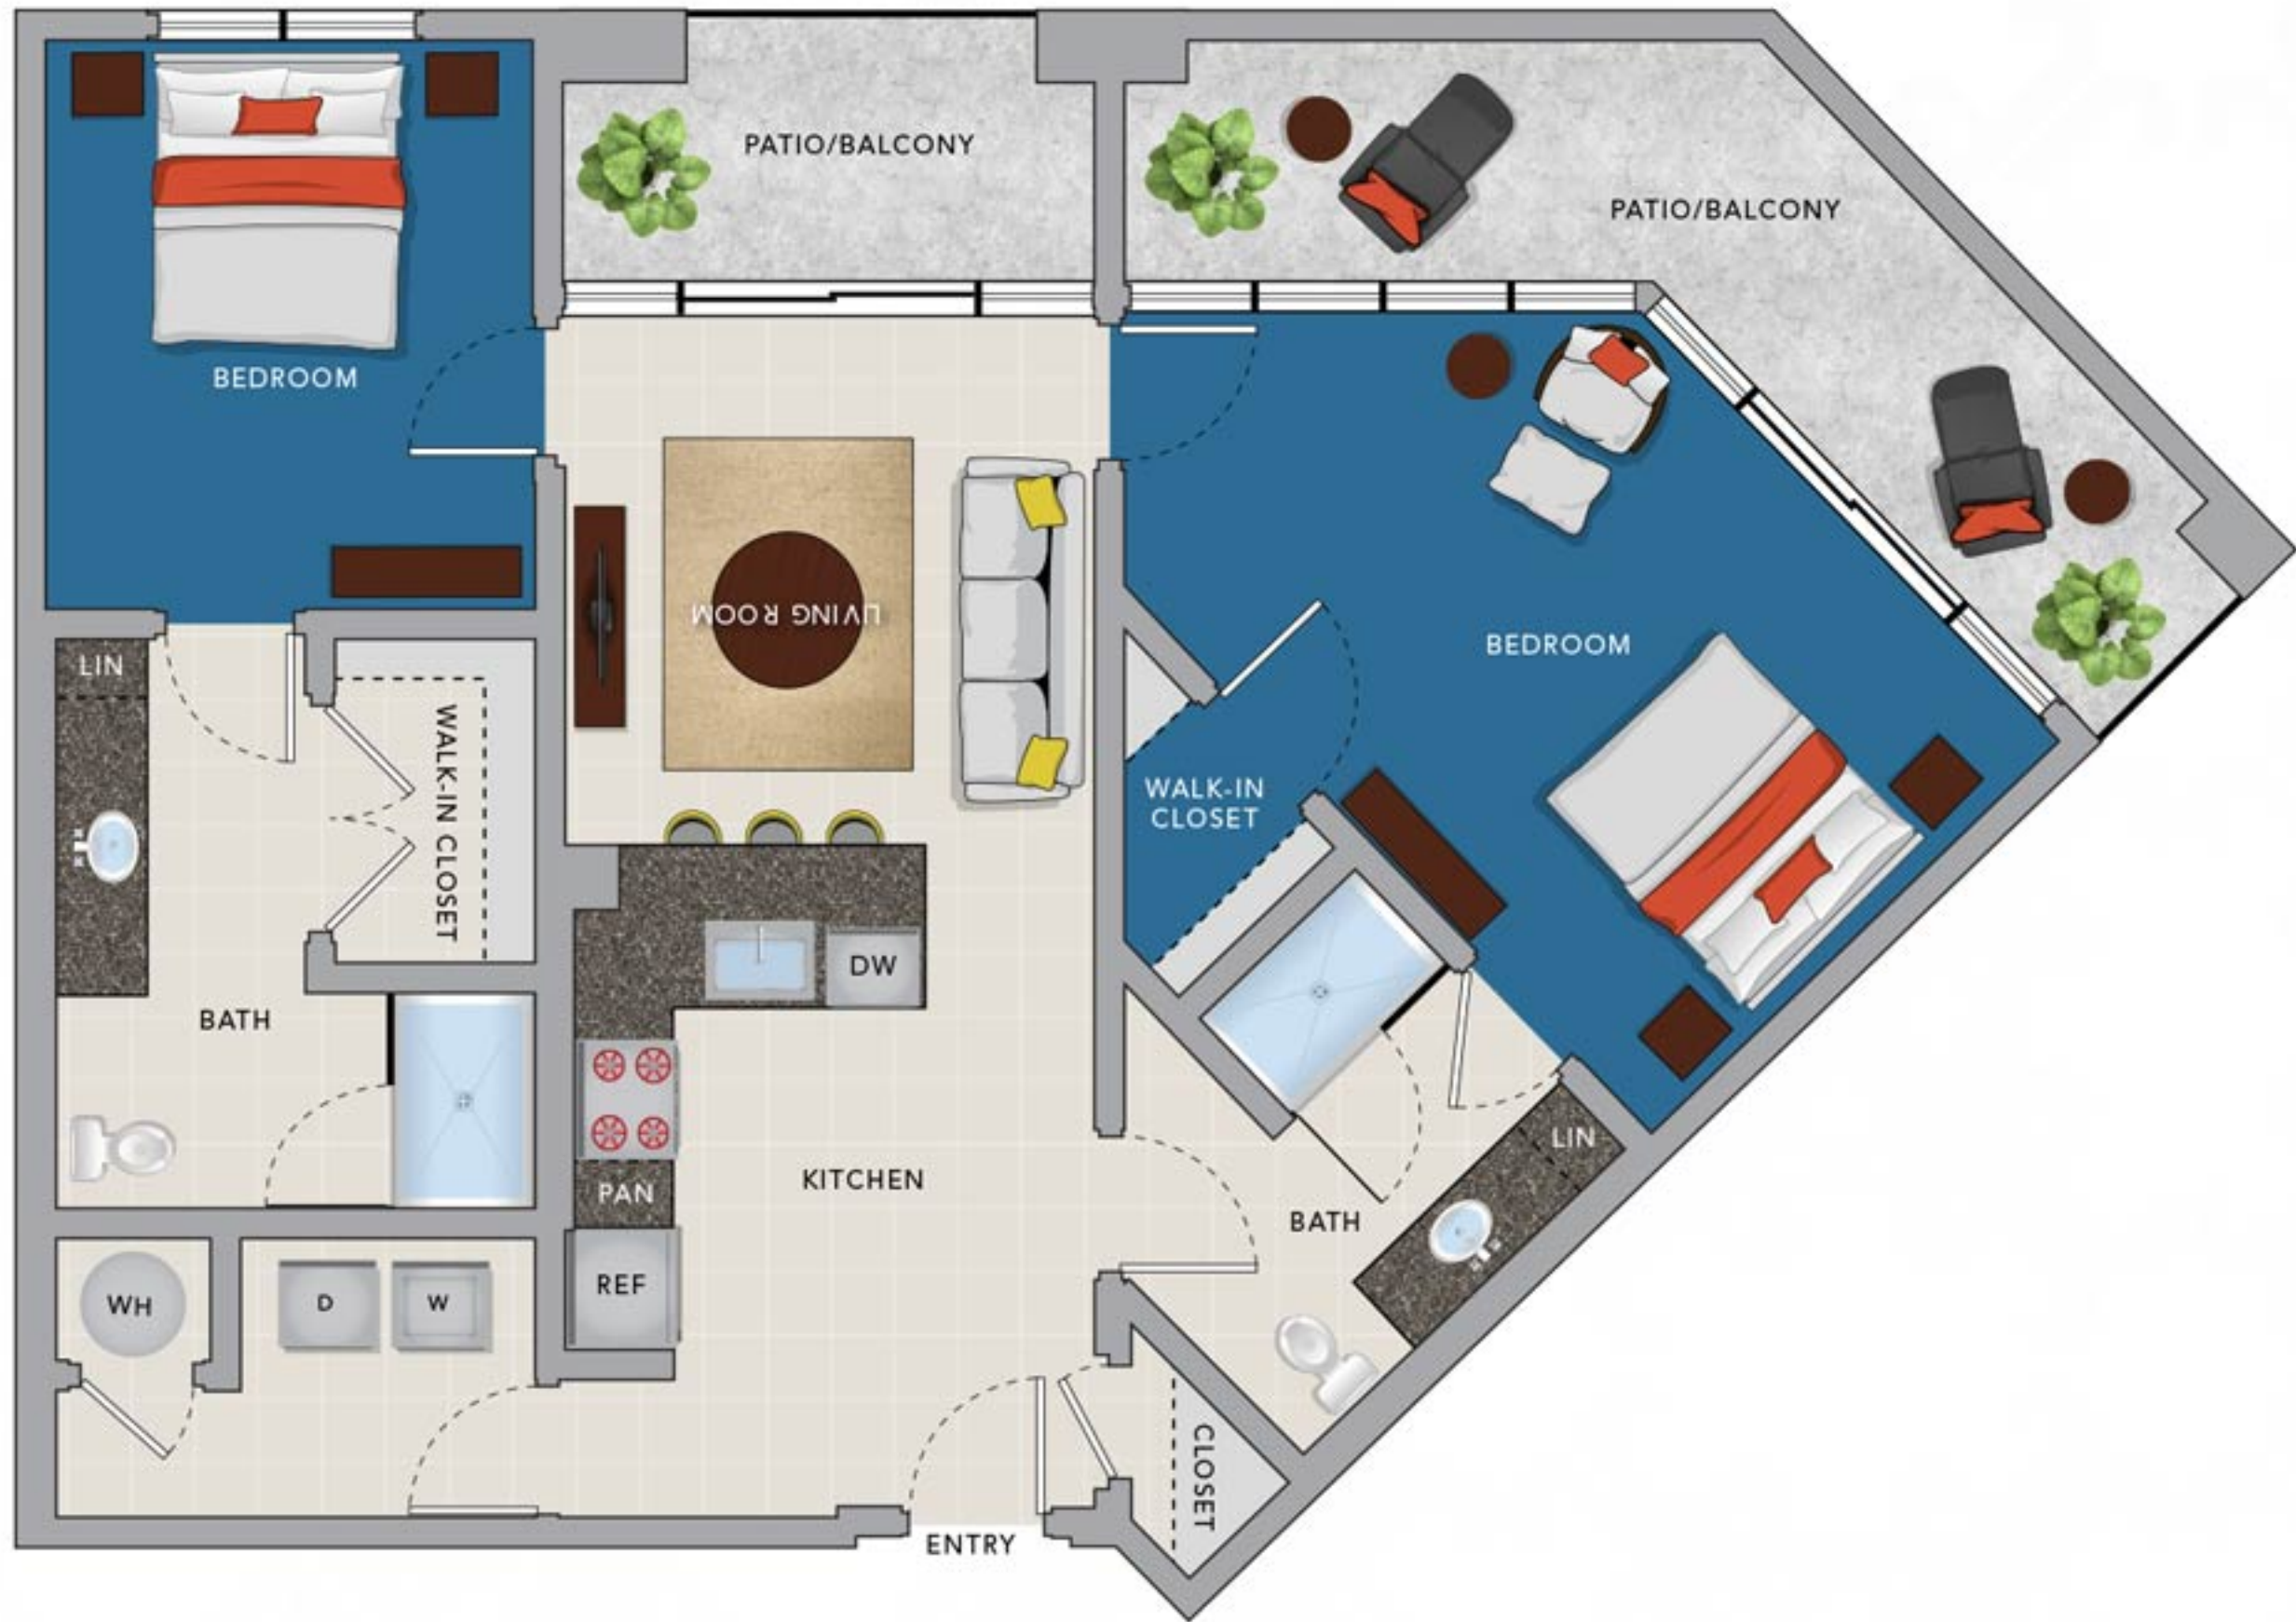 PATIO/BALCONY
PATIO/BALCONY
BEDROOM
LIVING ROOM
BEDROOM
LIN
WALK-IN CLOSET
WALK-IN
CLOSET
DW
BATH
LIN
KITCHEN
PAN
BATH
REF
WH
D
W
CLOSET
ENTRY